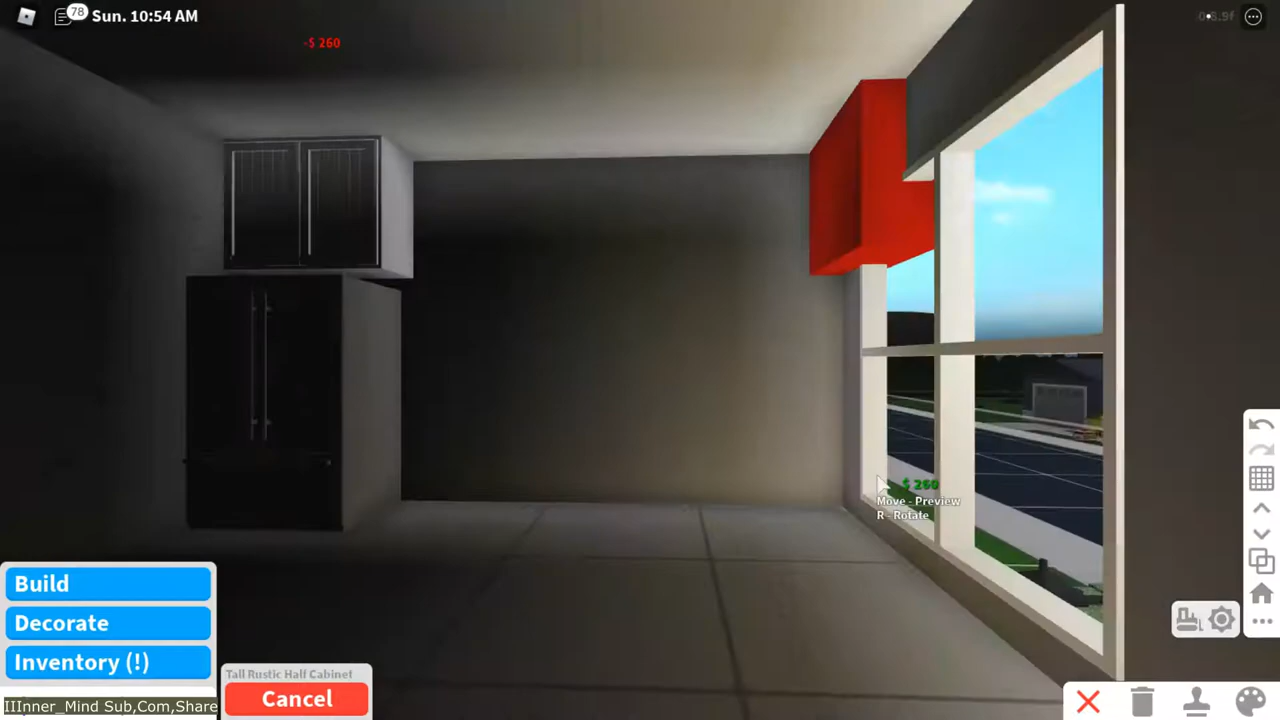 78
Sun. 10:54 AM
-$ 260
$ 260
Move - Preview
R - Rotate
Build
Decorate
Inventory (!)
Tall Rustic Half Cabinet
Cancel
IIInner_Mind Sub,Com,Share